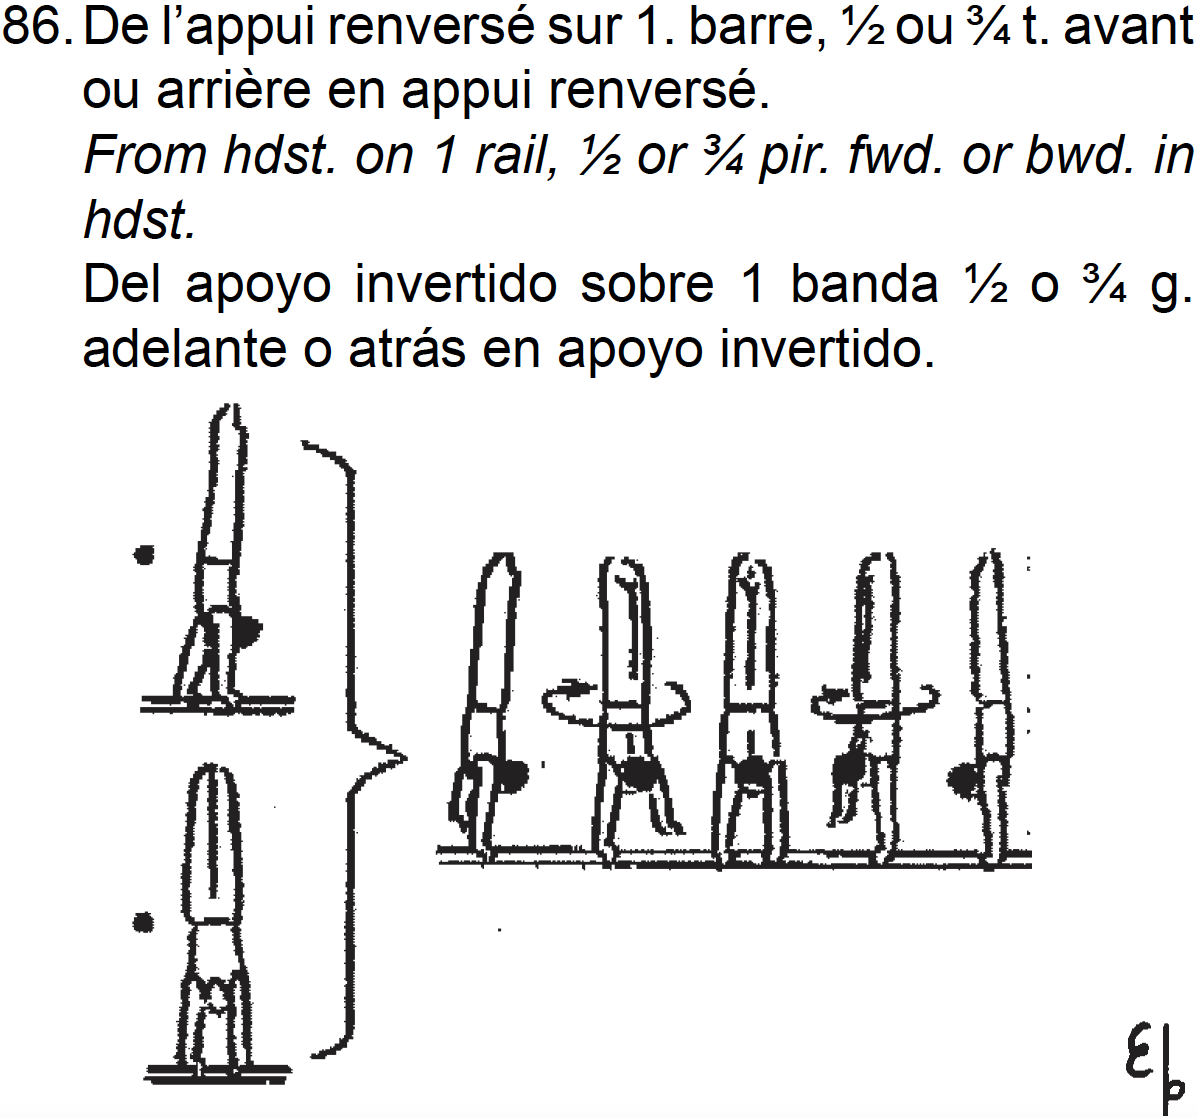 86. De l’appui renversé sur 1. barre, ½ ou ¾ t. avant
ou arrière en appui renversé.
From hdst. on 1 rail, ½ or ¾ pir. fwd. or bwd. in
hdst.
Del apoyo invertido sobre 1 banda ½ o ¾ g.
adelante o atrás en apoyo invertido.